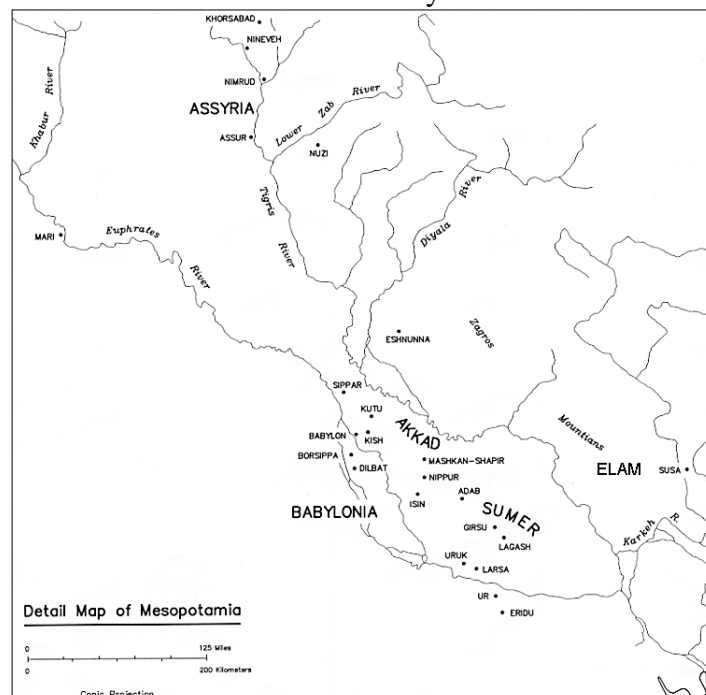 KHORSABAD
NINEVEH
NIMRUD
ASSYRIA
Khabur River
Lower Zab River
ASSUR
NUZI
Tigris River
Diyala River
MARI
Euphrates River
ESHNUNNA
Zagros Mountians
SIPPAR
KUTU
AKKAD
BABYLON
KISH
BORSIPPA
DILBAT
MASHKAN-SHAPIR
NIPPUR
ELAM
SUSA
ISIN
ADAB
SUMER
BABYLONIA
GIRSU
LAGASH
Karkeh R.
URUK
LARSA
UR
ERIDU
Detail Map of Mesopotamia
0 125 Miles
0 200 Kilometers
Conic Projection